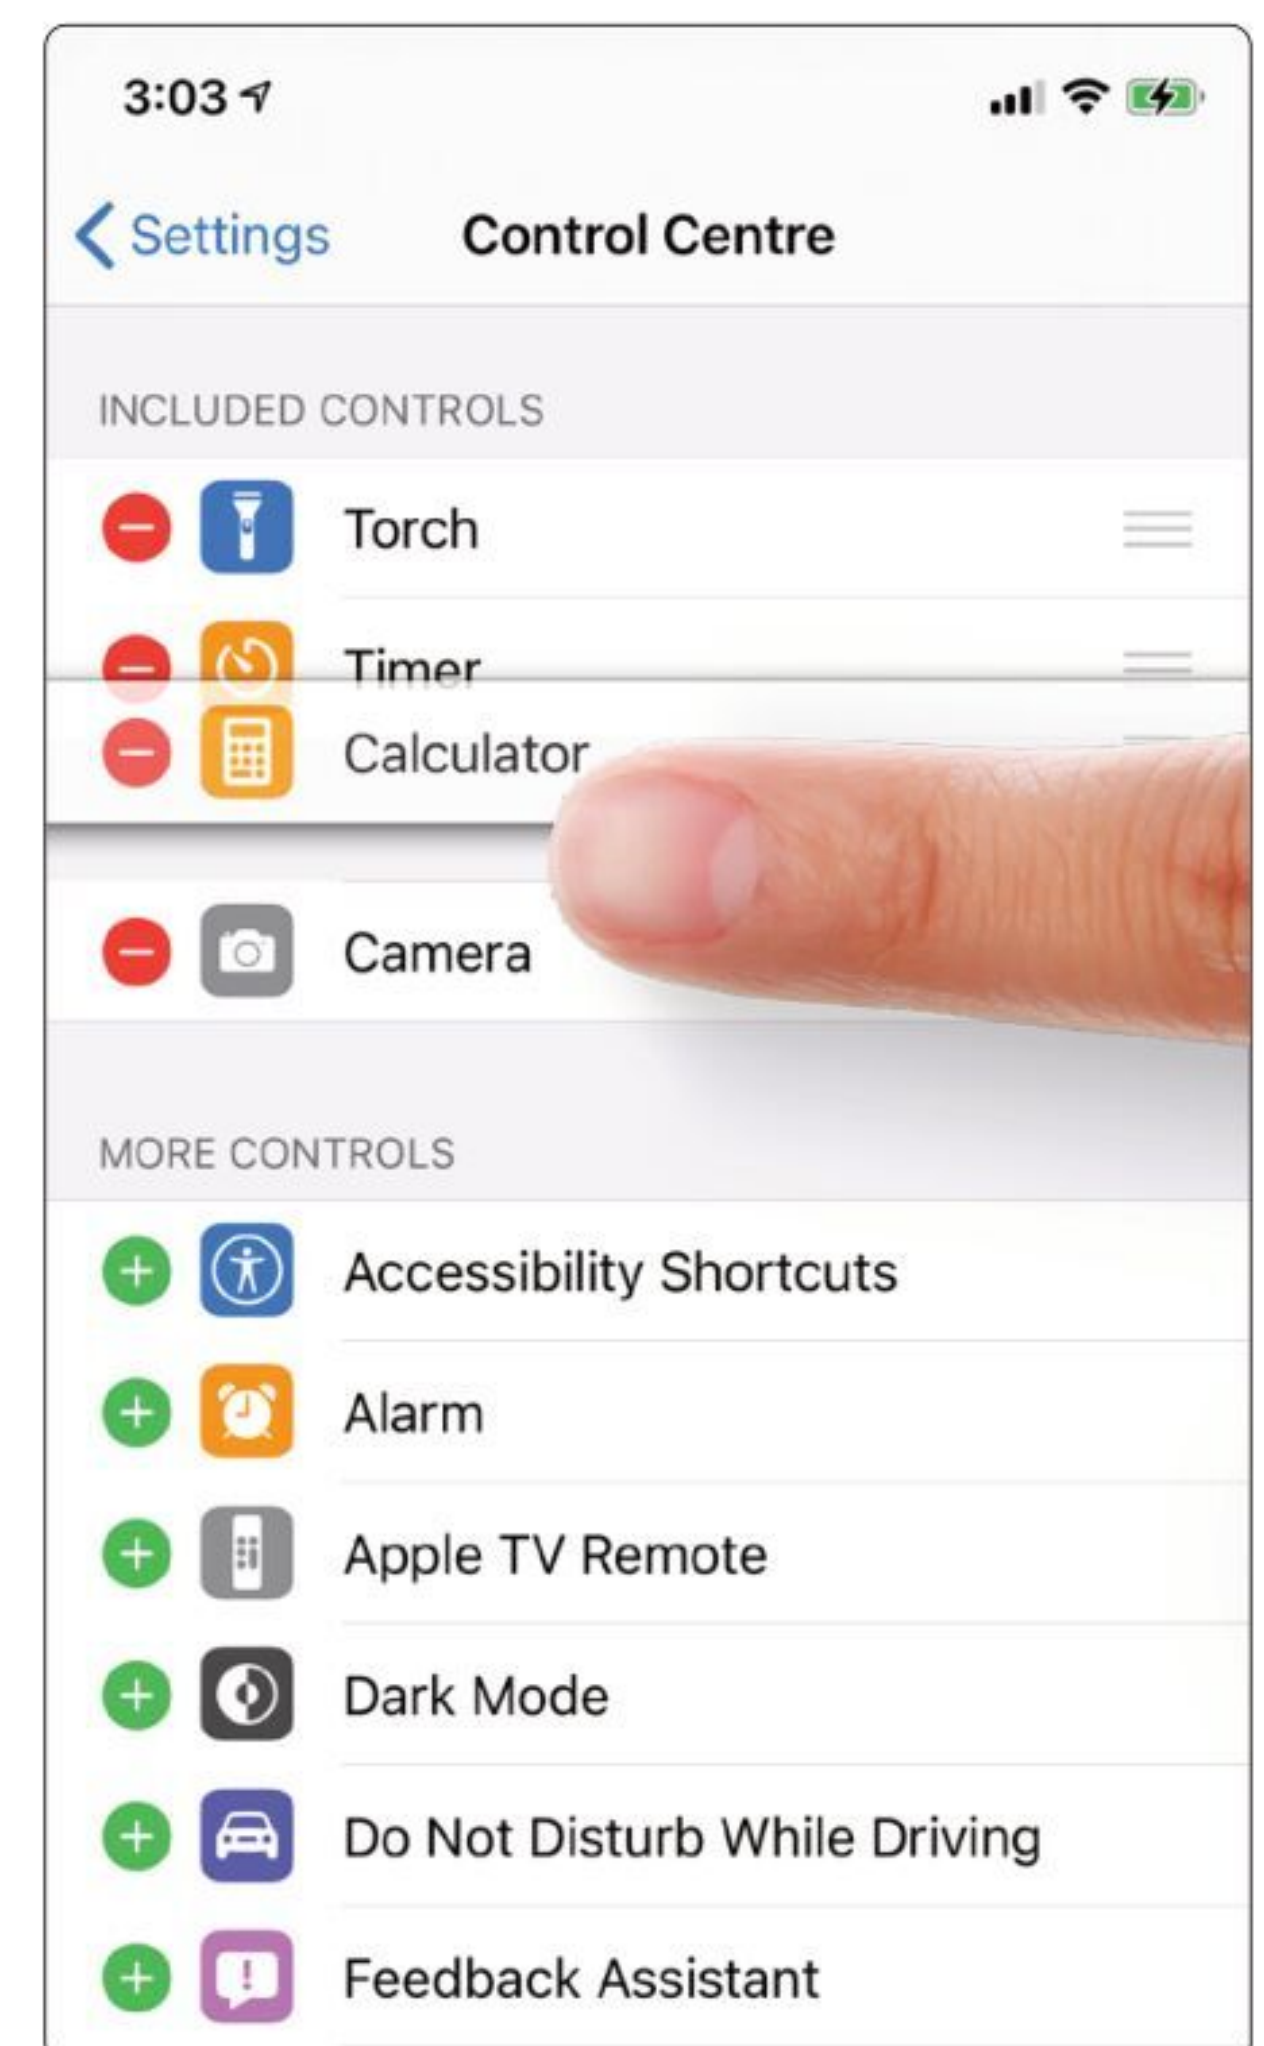 3:03
Settings
Control Centre
INCLUDED CONTROLS
Torch
Timer
Calculator
Camera
MORE CONTROLS
Accessibility Shortcuts
Alarm
Apple TV Remote
Dark Mode
Do Not Disturb While Driving
Feedback Assistant